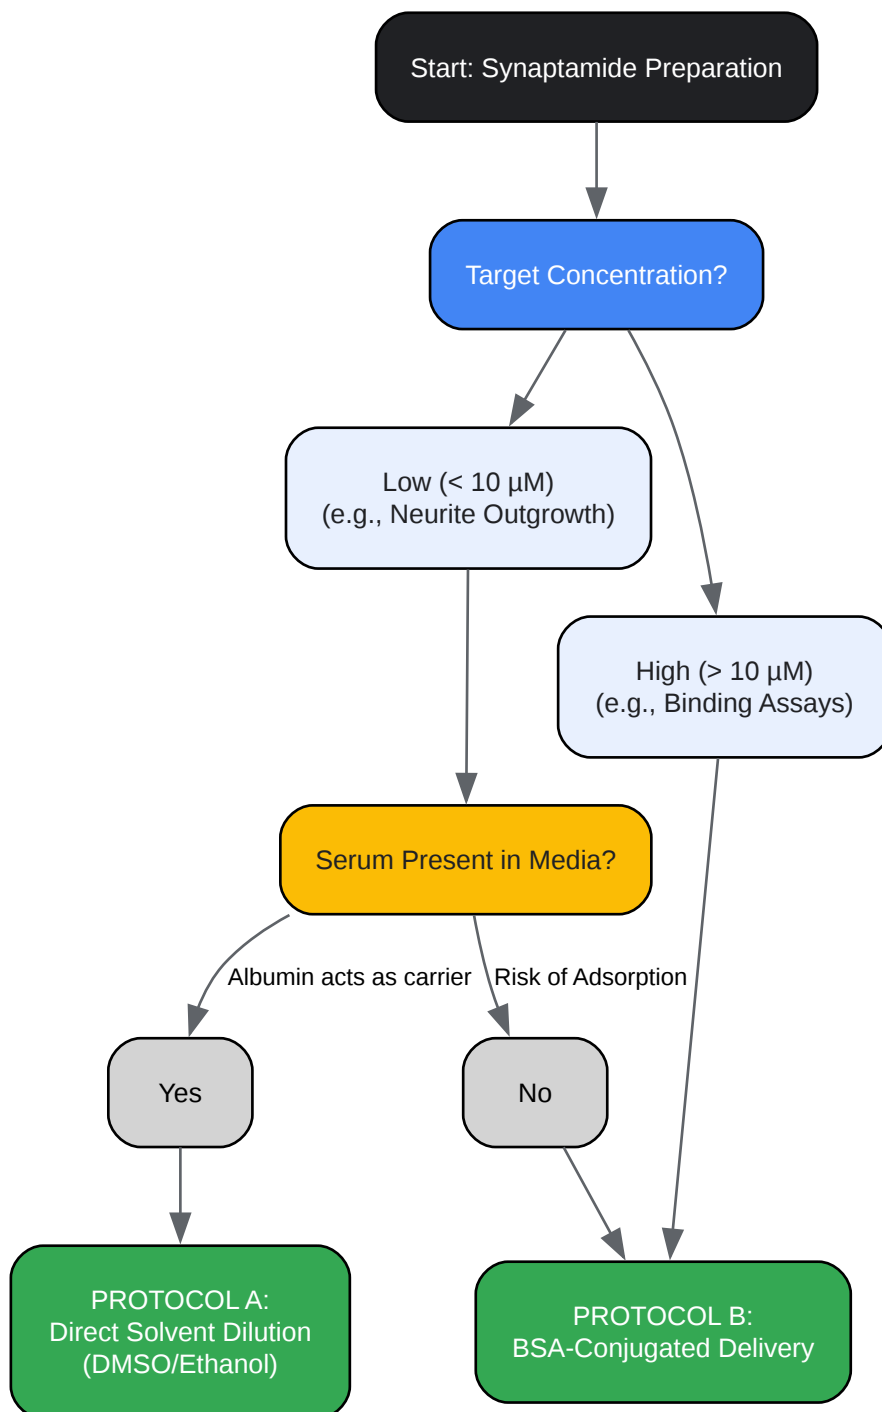 Start: Synaptamide Preparation
Target Concentration?
Low (< 10 µM)
(e.g., Neurite Outgrowth)
High (> 10 µM)
(e.g., Binding Assays)
Serum Present in Media?
Albumin acts as carrier
Risk of Adsorption
Yes
No
PROTOCOL A:
Direct Solvent Dilution
(DMSO/Ethanol)
PROTOCOL B:
BSA-Conjugated Delivery